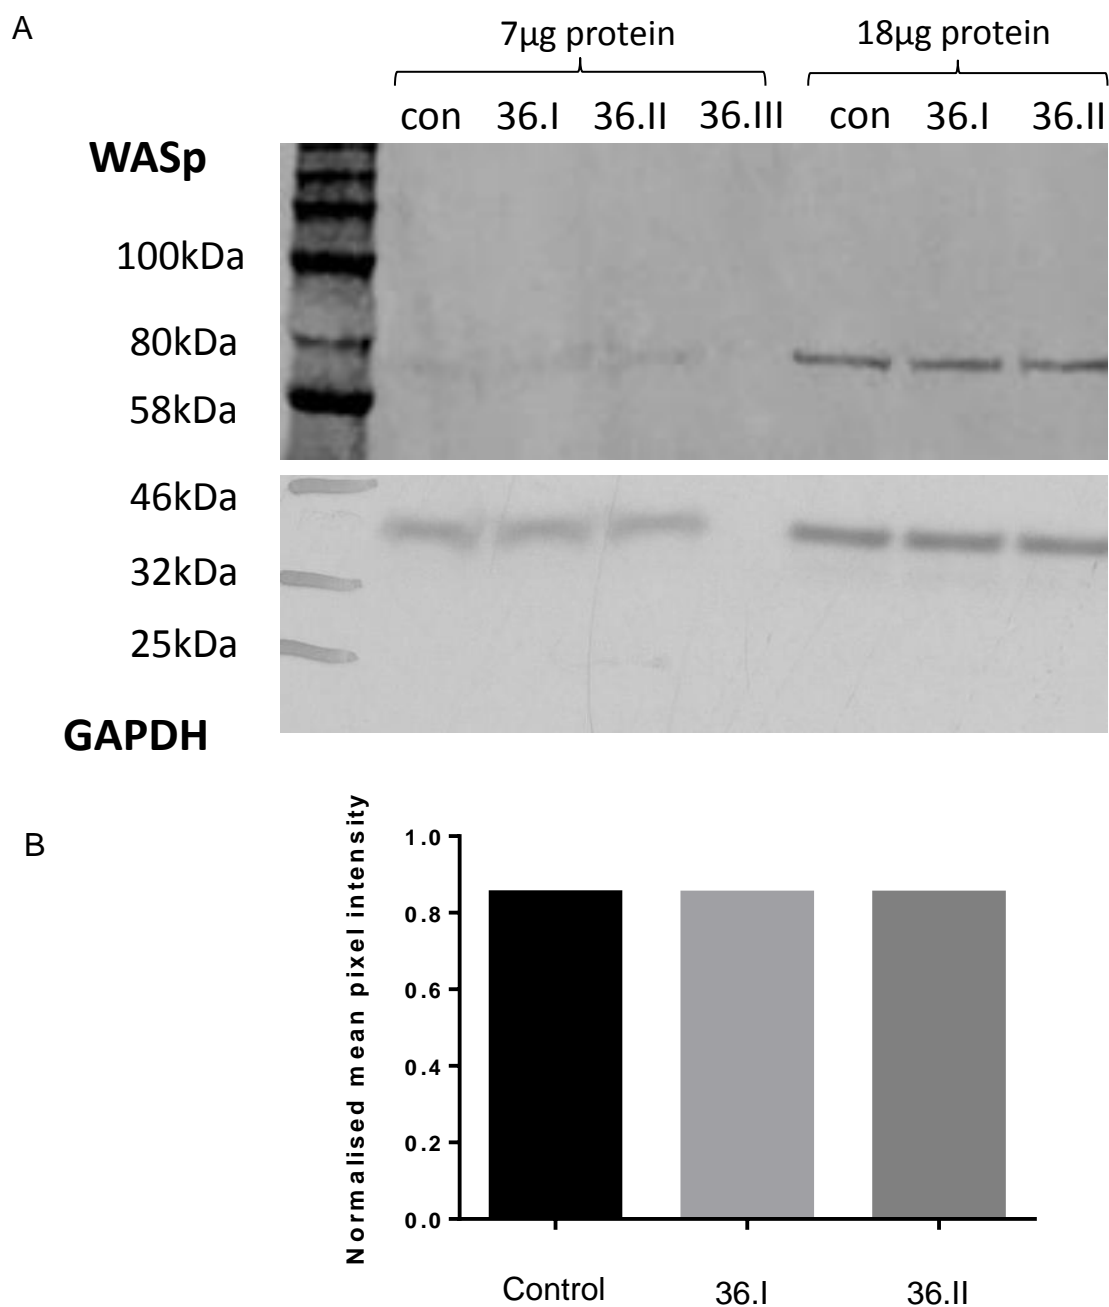 A
7µg protein
18µg protein
con 36.I 36.II 36.III con 36.I 36.II
WASp
100kDa
80kDa
58kDa
46kDa
32kDa
25kDa
GAPDH
B
Normalised mean pixel intensity
1.0
0.8
0.6
0.4
0.2
0.0
Control 36.I 36.II